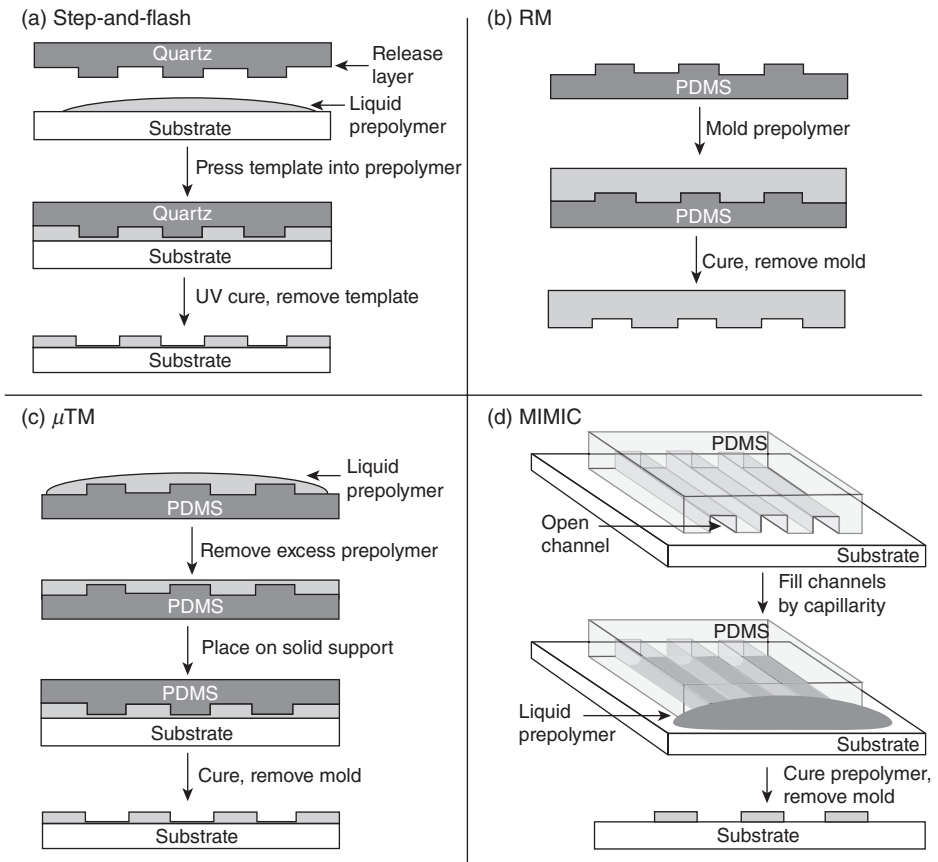 (a) Step-and-flash
Quartz
Release
layer
Liquid
prepolymer
Substrate
Press template into prepolymer
Quartz
Substrate
UV cure, remove template
Substrate
(b) RM
PDMS
Mold prepolymer
PDMS
Cure, remove mold
(c) μTM
Liquid
prepolymer
PDMS
Remove excess prepolymer
PDMS
Place on solid support
PDMS
Substrate
Cure, remove mold
Substrate
(d) MIMIC
PDMS
Open
channel
Substrate
Fill channels
by capillarity
PDMS
Liquid
prepolymer
Substrate
Cure prepolymer,
remove mold
Substrate